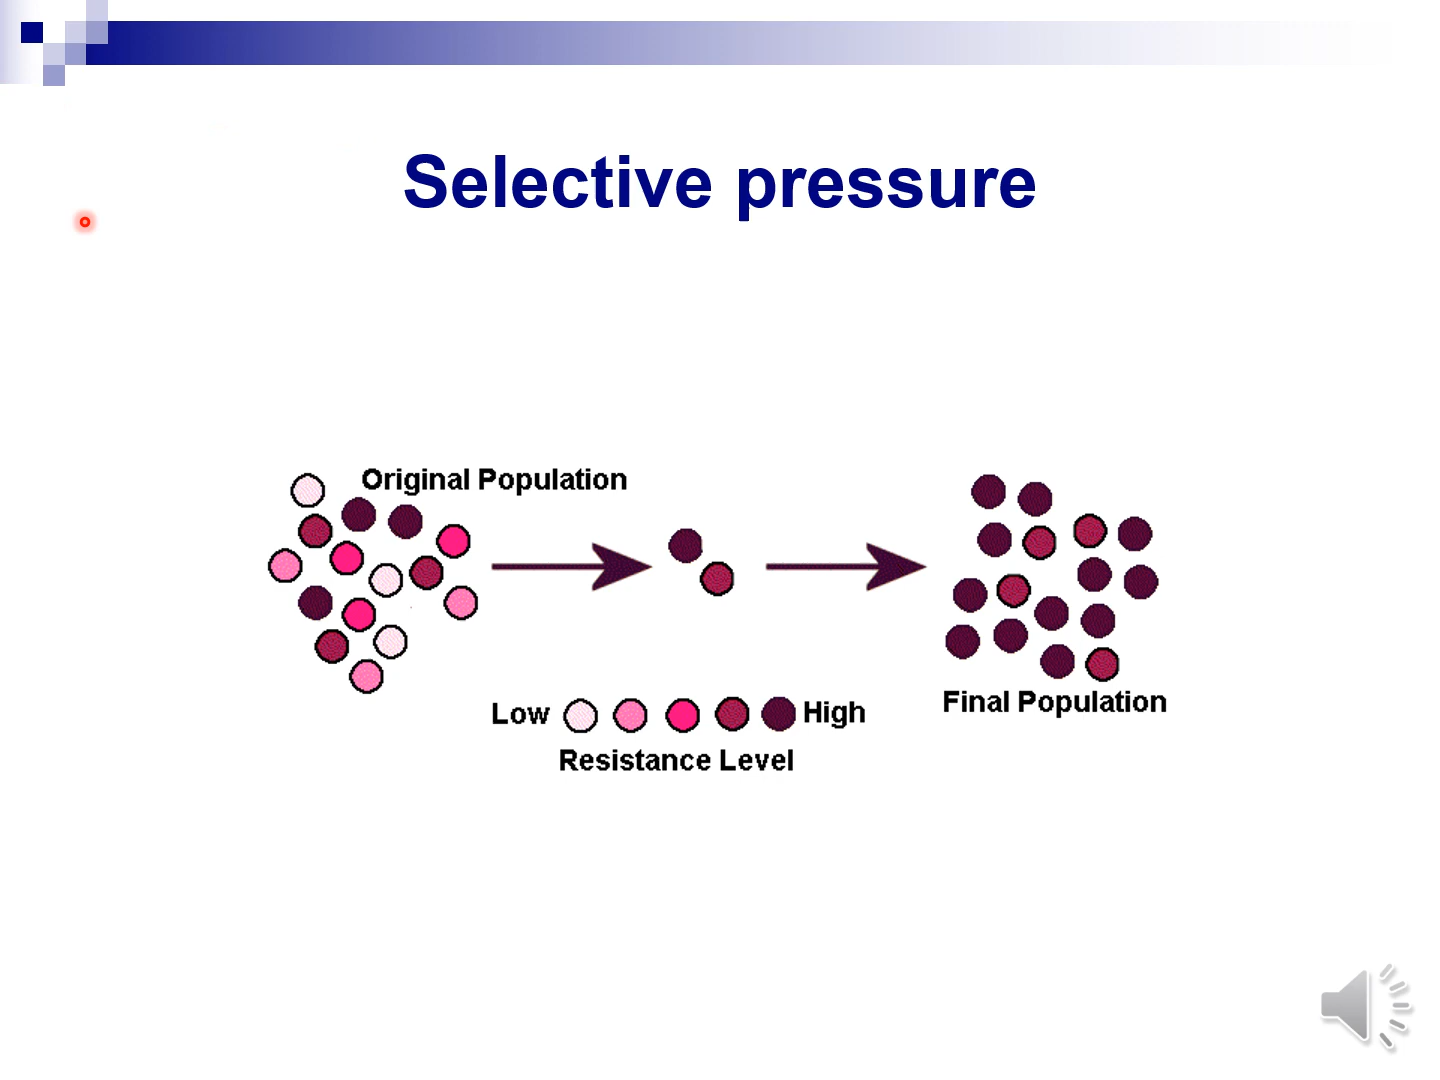 Selective pressure
Original Population
Low High
Resistance Level
Final Population